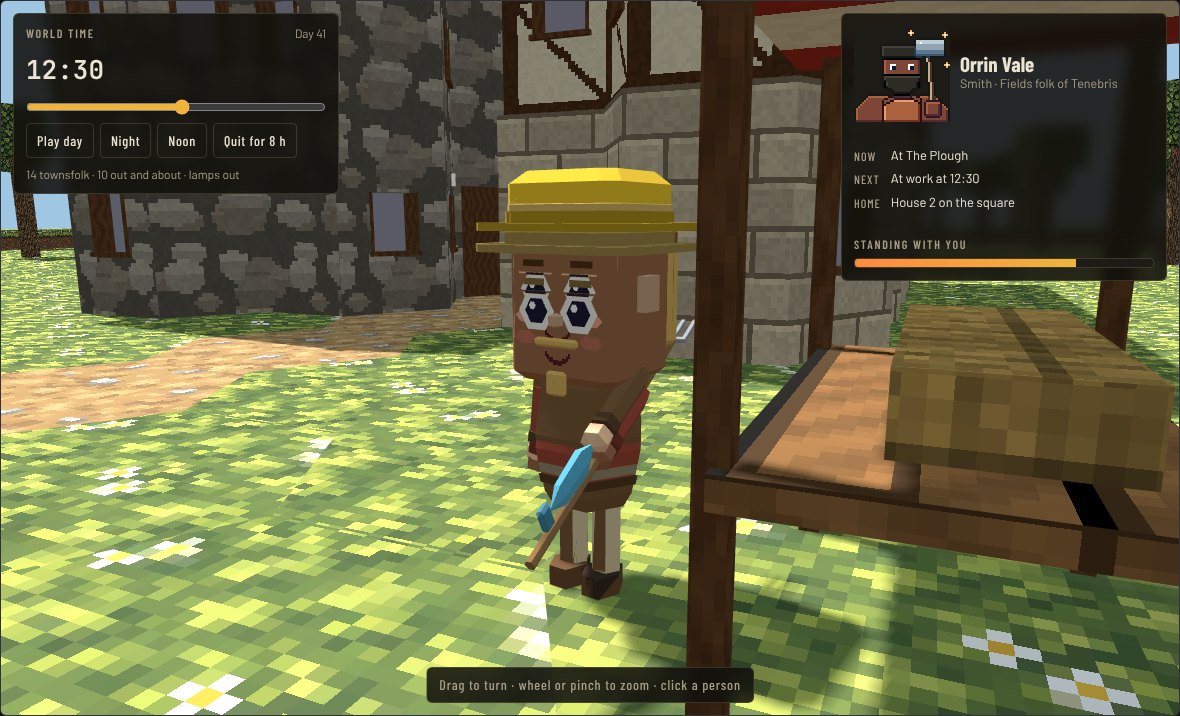 WORLD TIME
Day 41
12:30
Play day
Night
Noon
Quit for 8 h
14 townsfolk · 10 out and about · lamps out
Orrin Vale
Smith · Fields folk of Tenebris
NOW At The Plough
NEXT At work at 12:30
HOME House 2 on the square
STANDING WITH YOU
Drag to turn · wheel or pinch to zoom · click a person